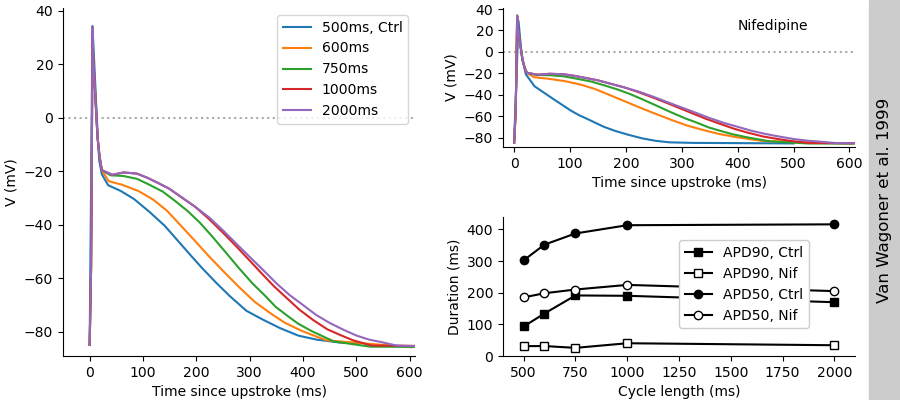 40
20
0
−20
−40
−60
−80
V (mV)
0 100 200 300 400 500 600
Time since upstroke (ms)
500ms, Ctrl
600ms
750ms
1000ms
2000ms
40
20
0
−20
−40
−60
−80
V (mV)
Nifedipine
0 100 200 300 400 500 600
Time since upstroke (ms)
400
300
200
100
0
Duration (ms)
APD90, Ctrl
APD90, Nif
APD50, Ctrl
APD50, Nif
500 750 1000 1250 1500 1750 2000
Cycle length (ms)
Van Wagoner et al. 1999